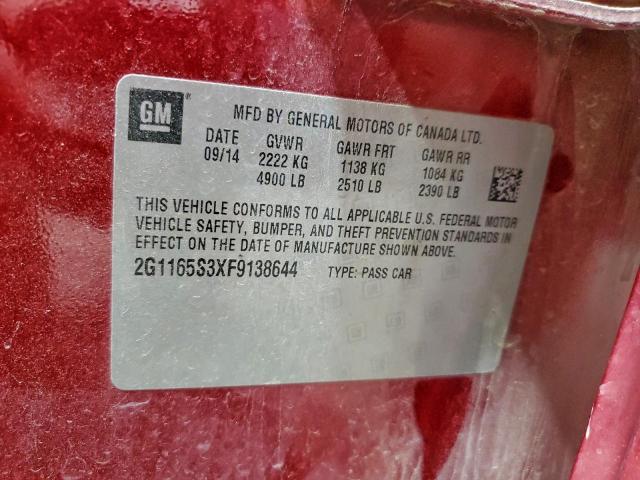 GM ®
MFD BY GENERAL MOTORS OF CANADA LTD.
DATE GVWR GAWR FRT GAWR RR
09/14 2222 KG 1138 KG 1084 KG
4900 LB 2510 LB 2390 LB
THIS VEHICLE CONFORMS TO ALL APPLICABLE U.S. FEDERAL MOTOR
VEHICLE SAFETY, BUMPER, AND THEFT PREVENTION STANDARDS IN
EFFECT ON THE DATE OF MANUFACTURE SHOWN ABOVE.
2G1165S3XF9138644 TYPE: PASS CAR